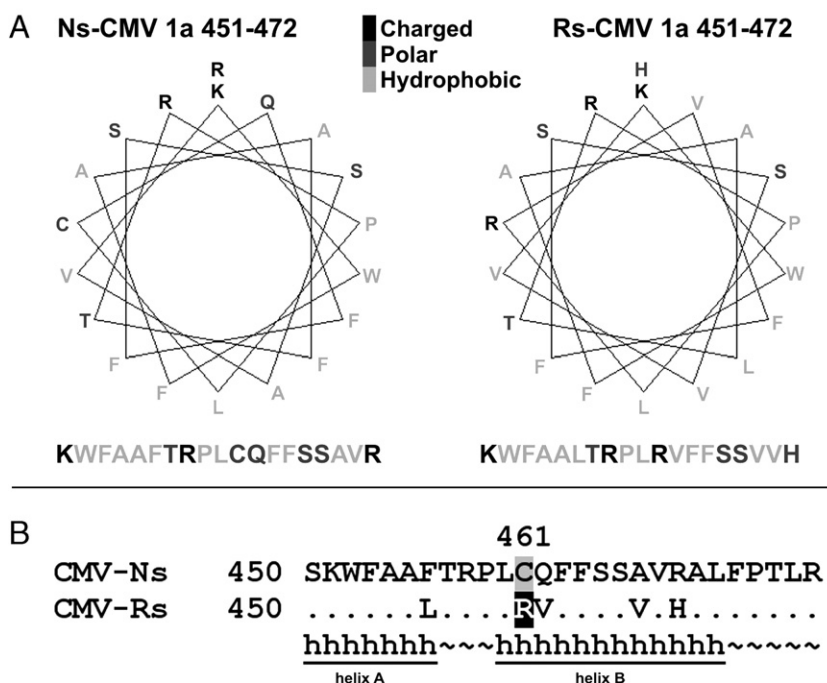 A
Ns-CMV 1a 451-472
Charged
Polar
Hydrophobic
Rs-CMV 1a 451-472
R
K
R Q
S A
A S
C P
V W
T F
F F
F A
L
H
K
R V
S A
A S
R P
V W
T F
F L
F V
L
KWFAAFTRPLCQFFSSAVR
KWFAALTRPLRVFFSSVVH
B
461
CMV-Ns 450 SKWFAAFTRPLCQFFSSAVRALFPTLR
CMV-Rs 450 ......L....RV....V.H.......
hhhhhhh~~~hhhhhhhhhhhh~~~~~
helix A helix B